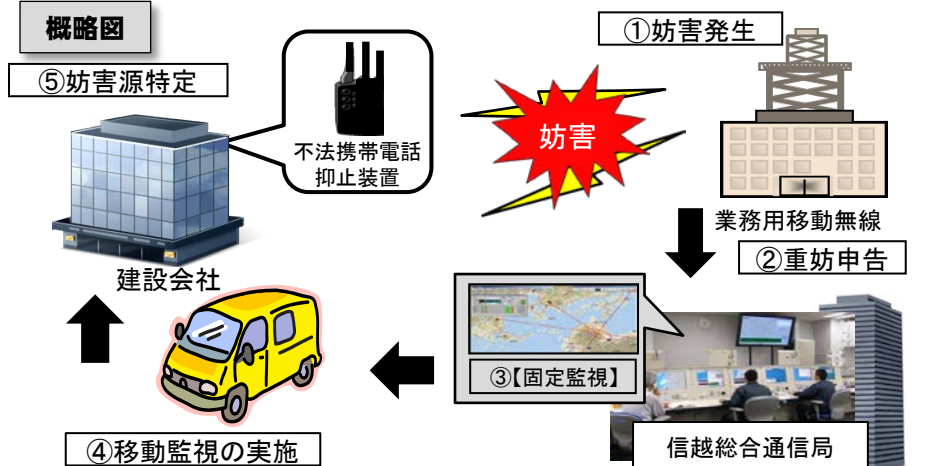 概略図
①妨害発生
⑤妨害源特定
不法携帯電話
抑止装置
妨害
業務用移動無線
②重妨申告
建設会社
③【固定監視】
④移動監視の実施
信越総合通信局